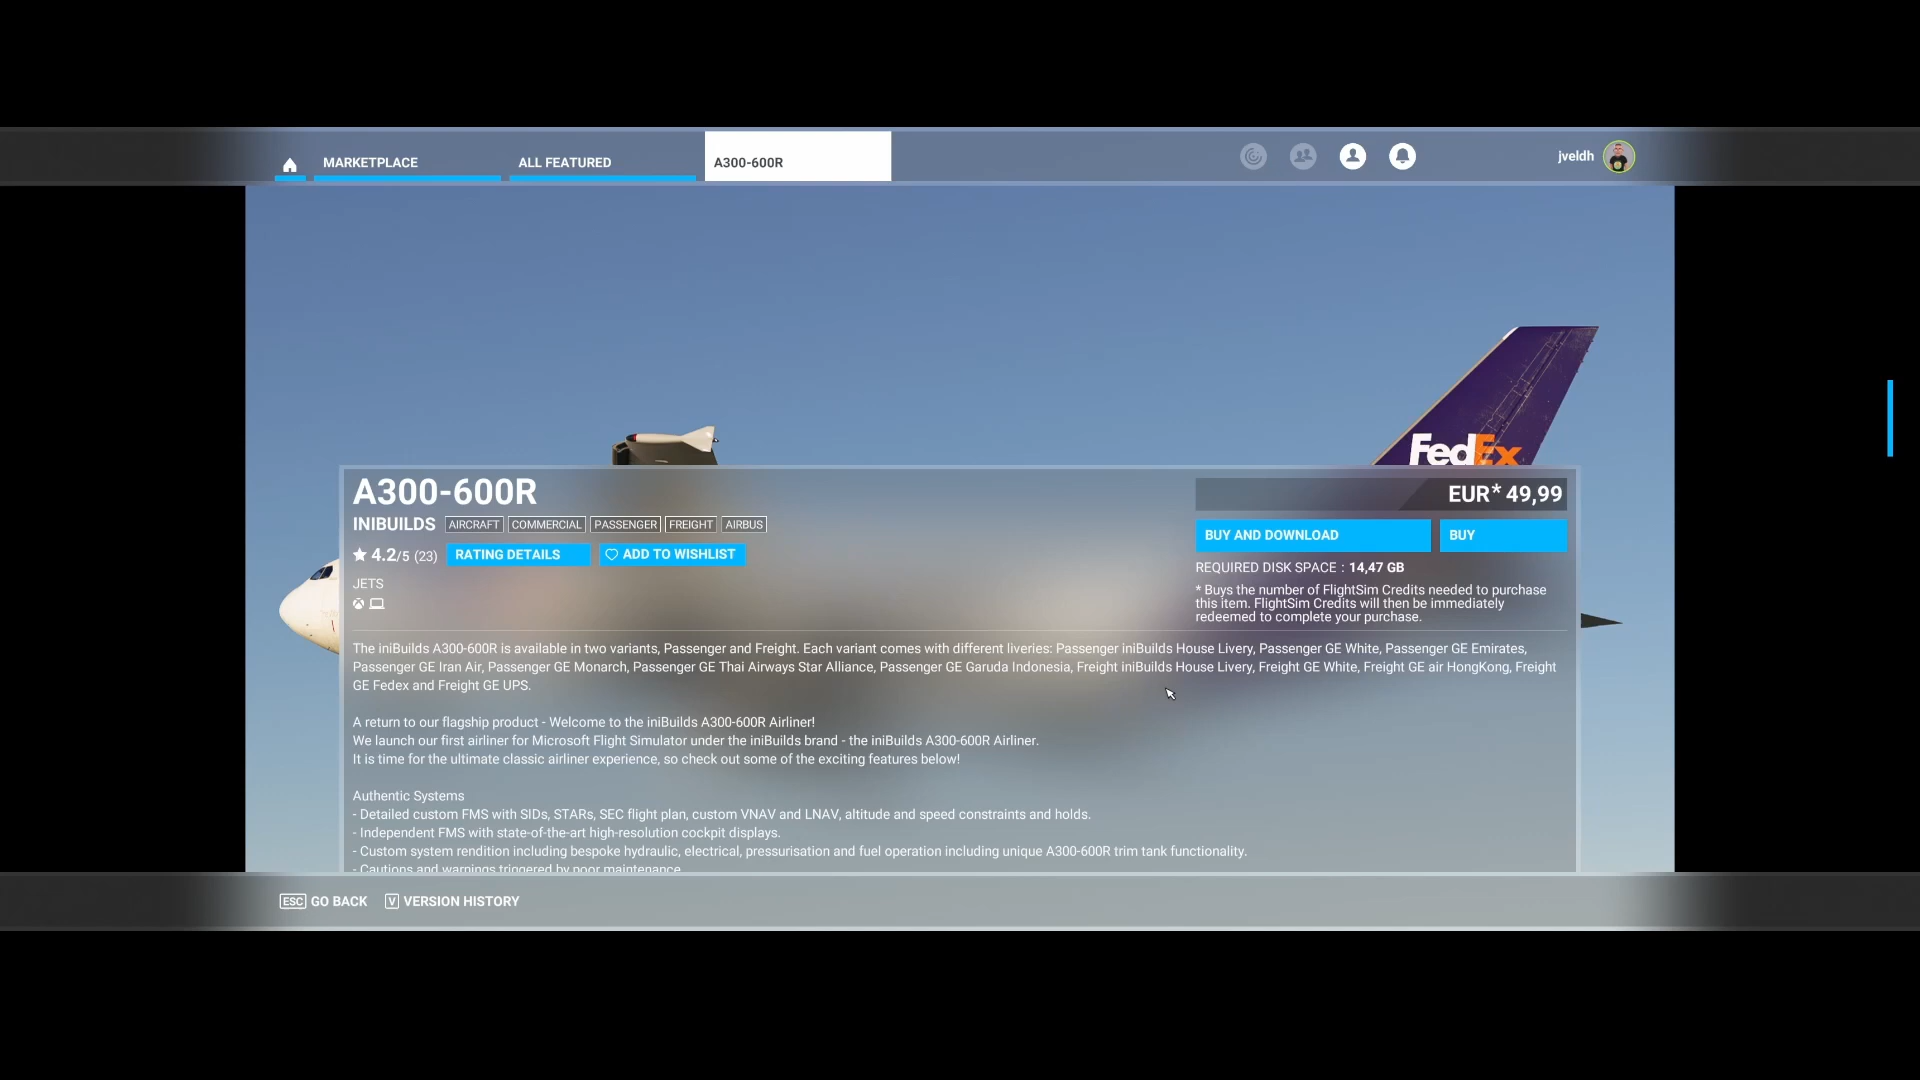 MARKETPLACE
ALL FEATURED
A300-600R
jveldh
FedEx
A300-600R
INIBUILDS
AIRCRAFT
COMMERCIAL
PASSENGER
FREIGHT
AIRBUS
4.2/5 (23)
RATING DETAILS
ADD TO WISHLIST
JETS
EUR* 49,99
BUY AND DOWNLOAD
BUY
REQUIRED DISK SPACE : 14,47 GB
* Buys the number of FlightSim Credits needed to purchase
this item. FlightSim Credits will then be immediately
redeemed to complete your purchase.
The iniBuilds A300-600R is available in two variants, Passenger and Freight. Each variant comes with different liveries: Passenger iniBuilds House Livery, Passenger GE White, Passenger GE Emirates,
Passenger GE Iran Air, Passenger GE Monarch, Passenger GE Thai Airways Star Alliance, Passenger GE Garuda Indonesia, Freight iniBuilds House Livery, Freight GE White, Freight GE air HongKong, Freight
GE Fedex and Freight GE UPS.
A return to our flagship product - Welcome to the iniBuilds A300-600R Airliner!
We launch our first airliner for Microsoft Flight Simulator under the iniBuilds brand - the iniBuilds A300-600R Airliner.
It is time for the ultimate classic airliner experience, so check out some of the exciting features below!
Authentic Systems
- Detailed custom FMS with SIDs, STARs, SEC flight plan, custom VNAV and LNAV, altitude and speed constraints and holds.
- Independent FMS with state-of-the-art high-resolution cockpit displays.
- Custom system rendition including bespoke hydraulic, electrical, pressurisation and fuel operation including unique A300-600R trim tank functionality.
- Cautions and warnings triggered by poor maintenance.
ESC GO BACK
V VERSION HISTORY